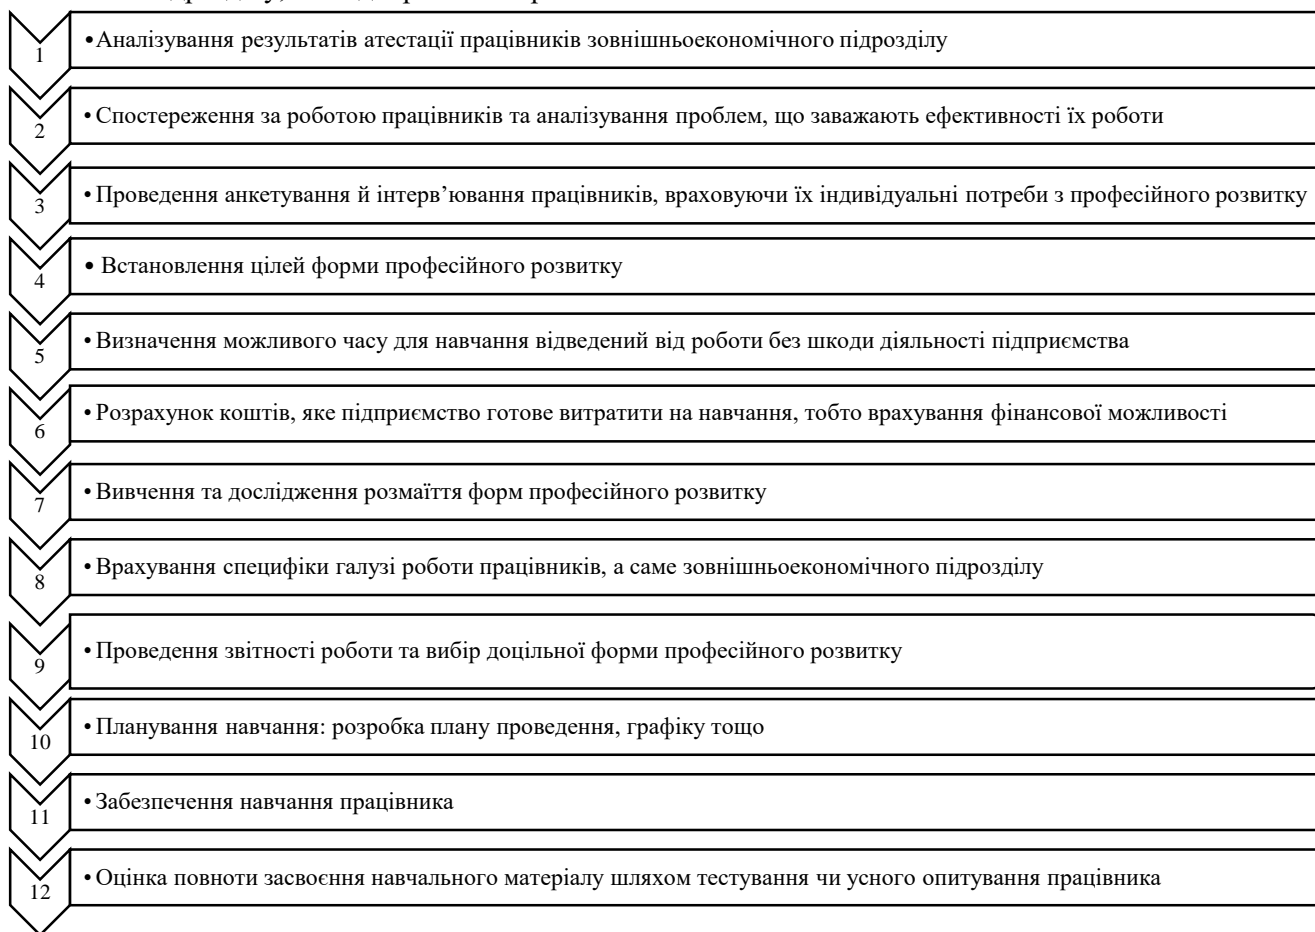 1
•Аналізування результатів атестації працівників зовнішньоекономічного підрозділу
2
•Спостереження за роботою працівників та аналізування проблем, що заважають ефективності їх роботи
3
•Проведення анкетування й інтерв’ювання працівників, враховуючи їх індивідуальні потреби з професійного розвитку
4
• Встановлення цілей форми професійного розвитку
5
•Визначення можливого часу для навчання відведений від роботи без шкоди діяльності підприємства
6
•Розрахунок коштів, яке підприємство готове витратити на навчання, тобто врахування фінансової можливості
7
•Вивчення та дослідження розмаїття форм професійного розвитку
8
•Врахування специфіки галузі роботи працівників, а саме зовнішньоекономічного підрозділу
9
•Проведення звітності роботи та вибір доцільної форми професійного розвитку
10
•Планування навчання: розробка плану проведення, графіку тощо
11
•Забезпечення навчання працівника
12
•Оцінка повноти засвоєння навчального матеріалу шляхом тестування чи усного опитування працівника